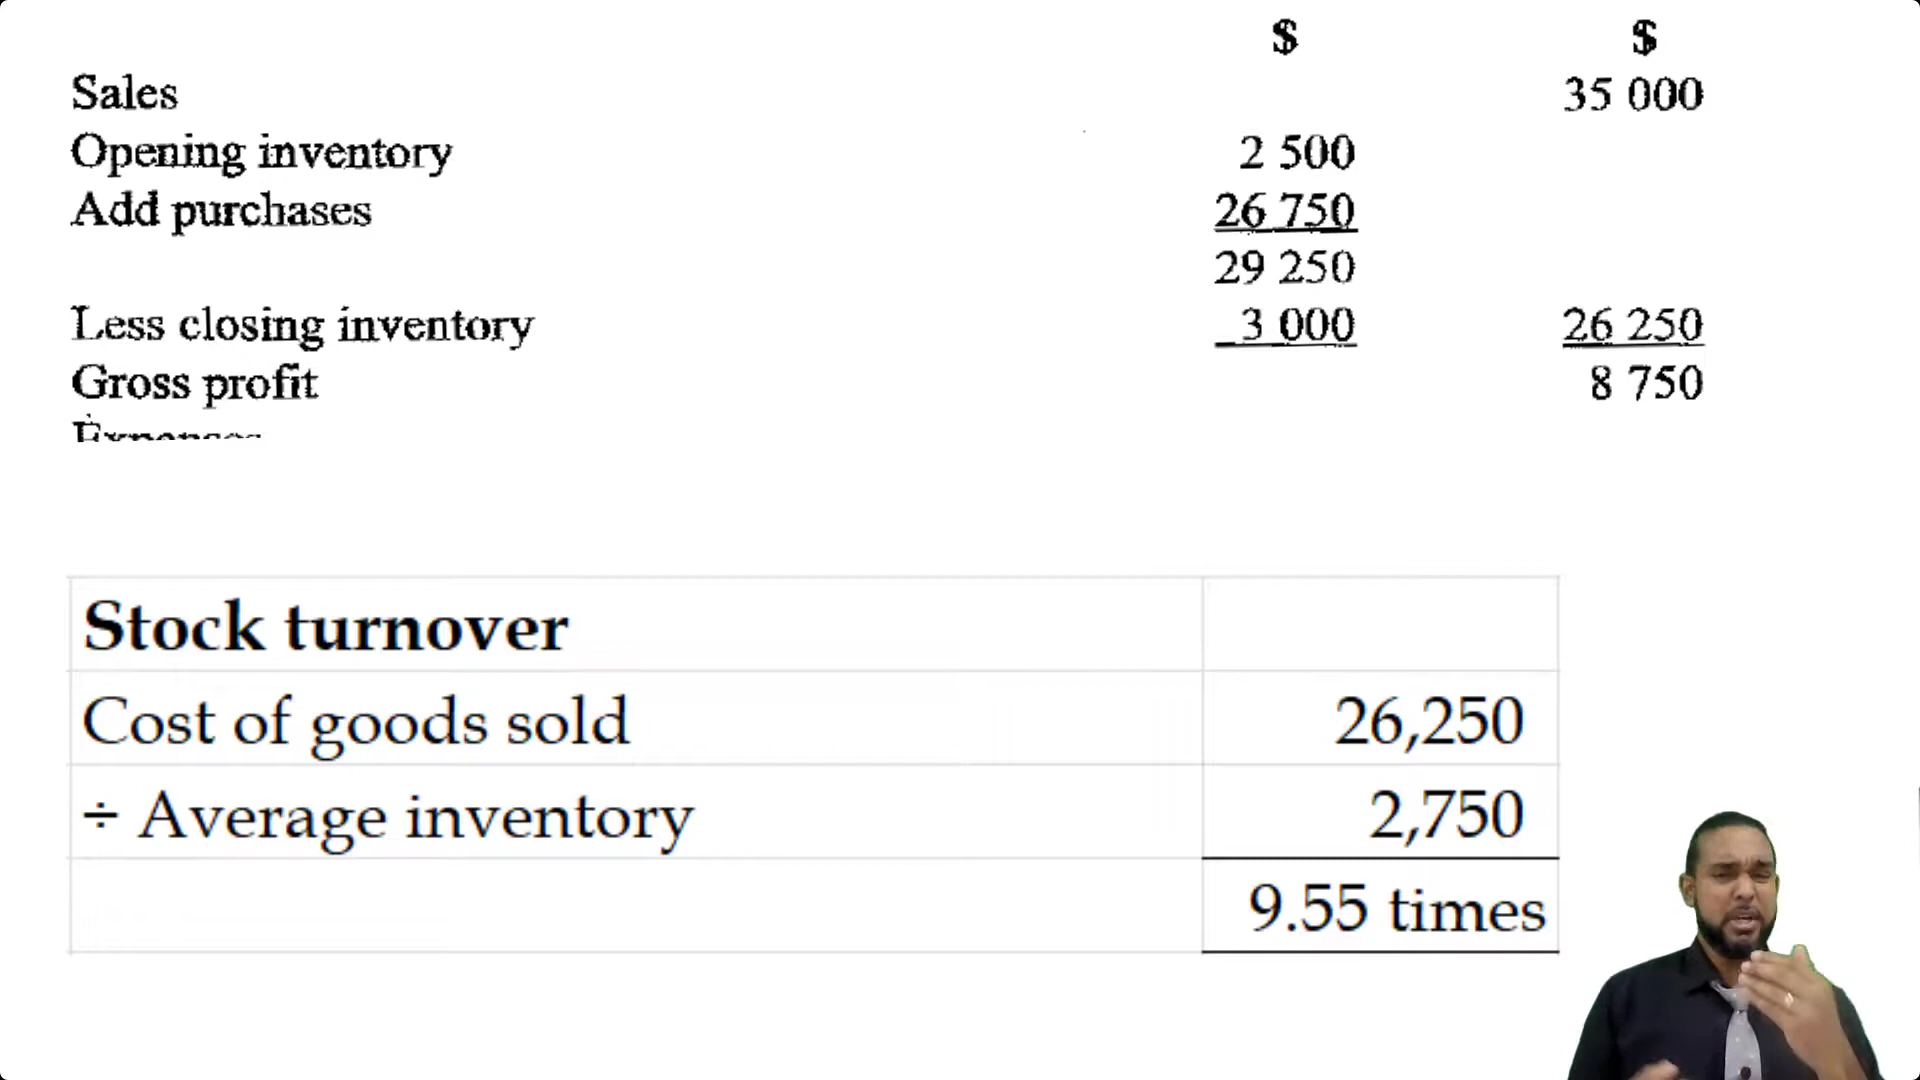 $ $
Sales 35 000
Opening inventory 2 500
Add purchases 26 750
29 250
Less closing inventory 3 000 26 250
Gross profit 8 750
Expenses
Stock turnover
Cost of goods sold 26,250
÷ Average inventory 2,750
9.55 times